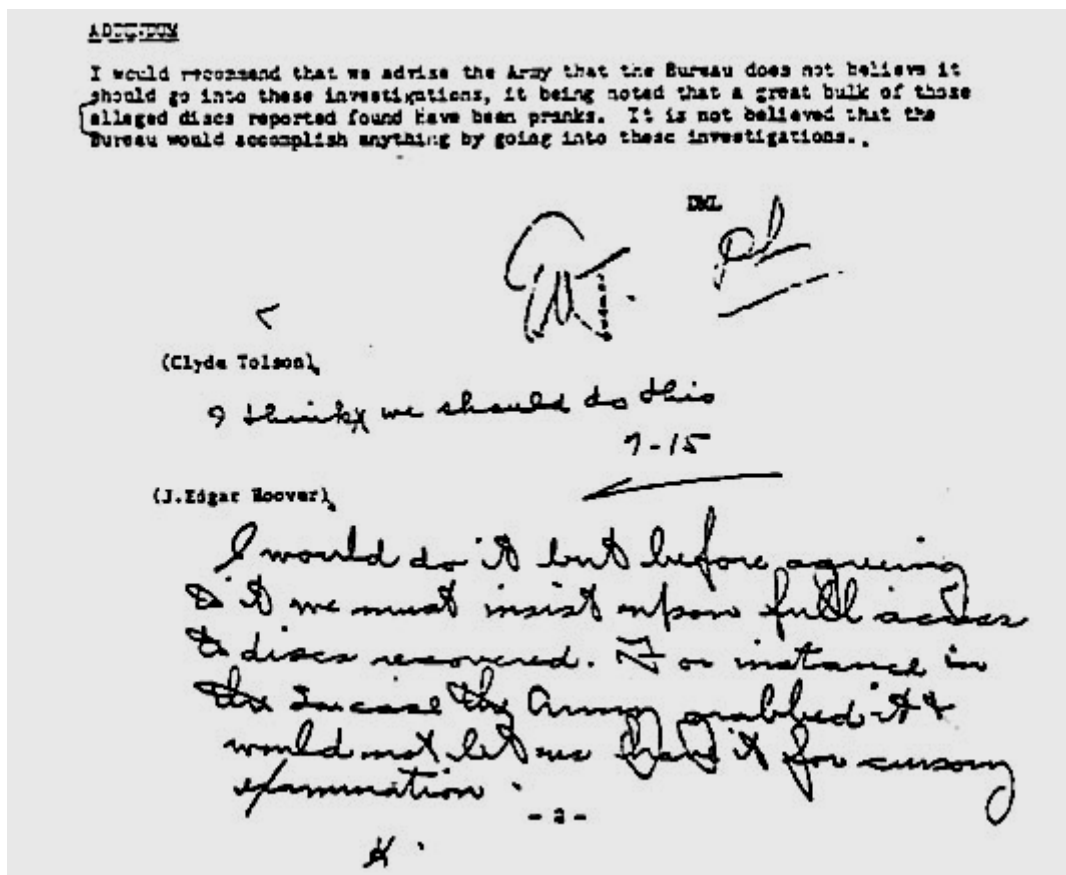 ADDENDUM
I would recommend that we advise the Army that the Bureau does not believe it
should go into these investigations, it being noted that a great bulk of those
alleged discs reported found have been pranks. It is not believed that the
Bureau would accomplish anything by going into these investigations.
DML
(Clyde Tolson)
I think we should do this
7-15
(J.Edgar Hoover)
I would do it but before agreeing
to it we must insist upon full access
to discs recovered. For instance in
the case the Army grabbed it &
would not let us have it for cursory
examination.
- 2 -
H.